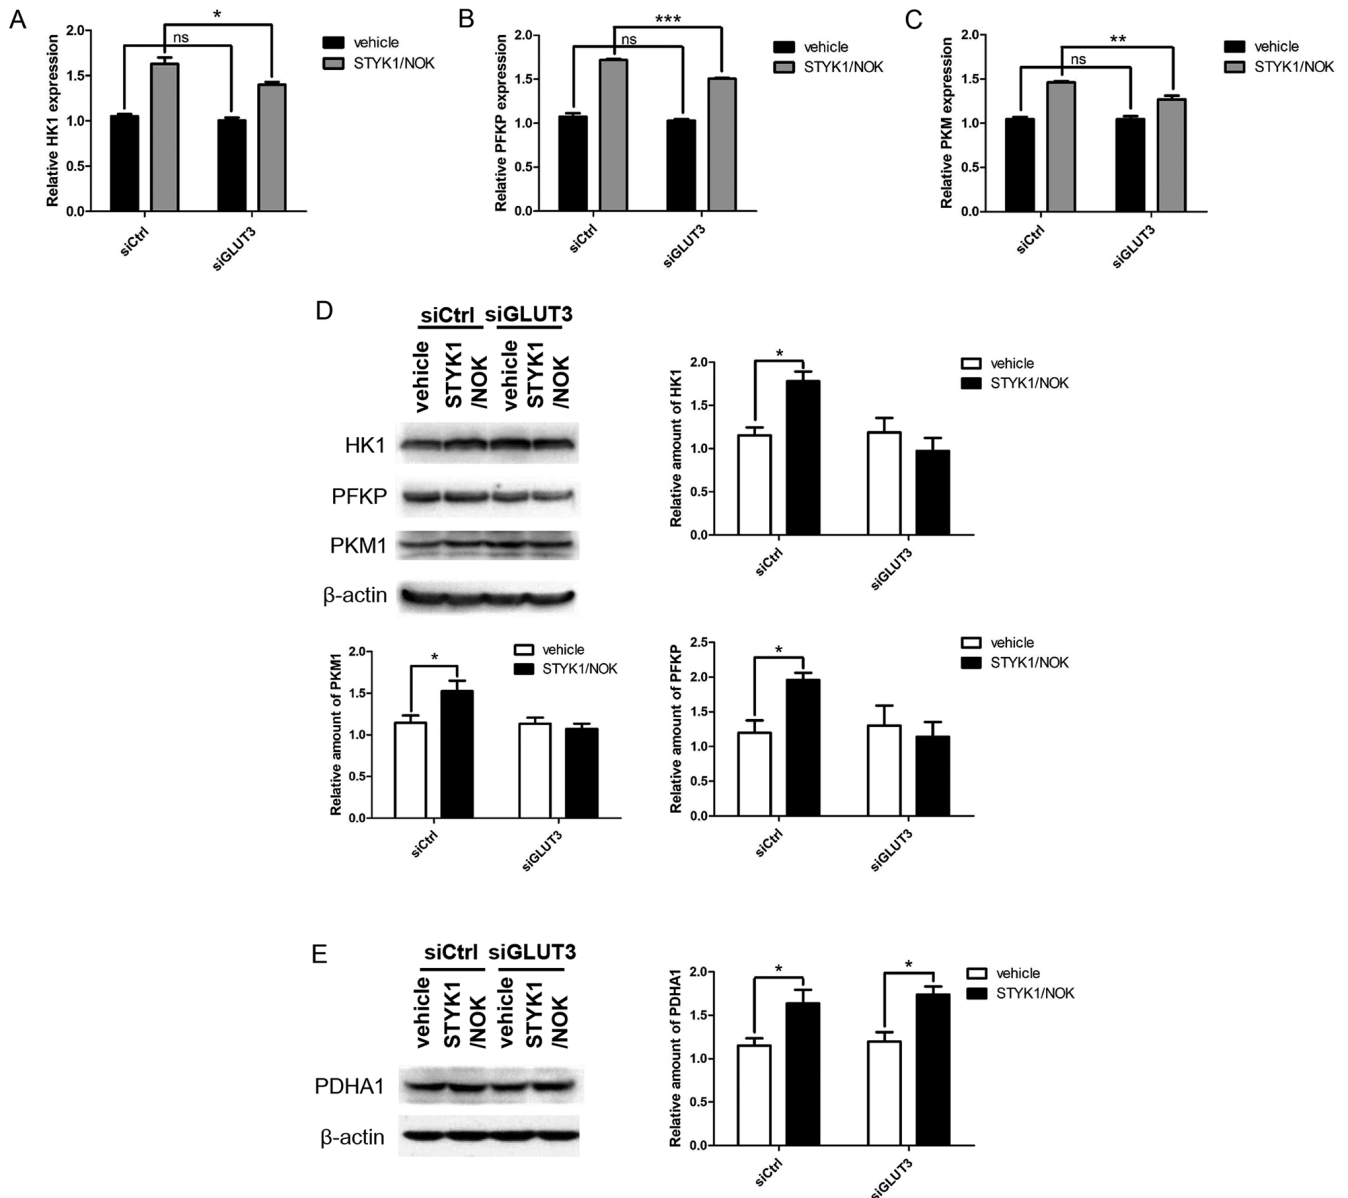 A
Relative HK1 expression
2.0
1.5
1.0
0.5
0.0
*
ns
siCtrl
siGLUT3
vehicle
STYK1/NOK
B
Relative PFKP expression
2.0
1.5
1.0
0.5
0.0
***
ns
siCtrl
siGLUT3
vehicle
STYK1/NOK
C
Relative PKM expression
2.0
1.5
1.0
0.5
0.0
**
ns
siCtrl
siGLUT3
vehicle
STYK1/NOK
D
siCtrl siGLUT3
vehicle
STYK1
/NOK
vehicle
STYK1
/NOK
HK1
PFKP
PKM1
β-actin
Relative amount of HK1
2.0
1.5
1.0
0.5
0.0
*
siCtrl
siGLUT3
vehicle
STYK1/NOK
Relative amount of PKM1
2.0
1.5
1.0
0.5
0.0
*
siCtrl
siGLUT3
vehicle
STYK1/NOK
Relative amount of PFKP
2.5
2.0
1.5
1.0
0.5
0.0
*
siCtrl
siGLUT3
vehicle
STYK1/NOK
E
siCtrl siGLUT3
vehicle
STYK1
/NOK
vehicle
STYK1
/NOK
PDHA1
β-actin
Relative amount of PDHA1
2.0
1.5
1.0
0.5
0.0
*
*
siCtrl
siGLUT3
vehicle
STYK1/NOK